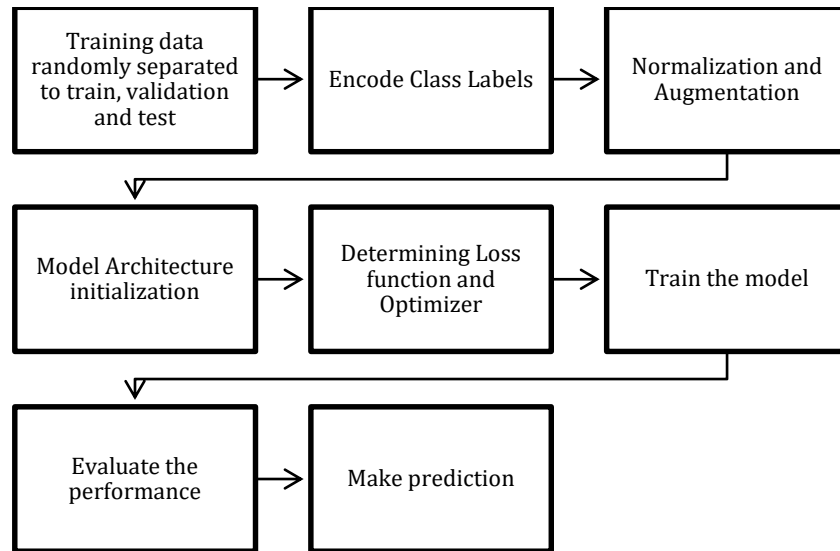 Training data
randomly separated
to train, validation
and test
Encode Class Labels
Normalization and
Augmentation
Model Architecture
initialization
Determining Loss
function and
Optimizer
Train the model
Evaluate the
performance
Make prediction